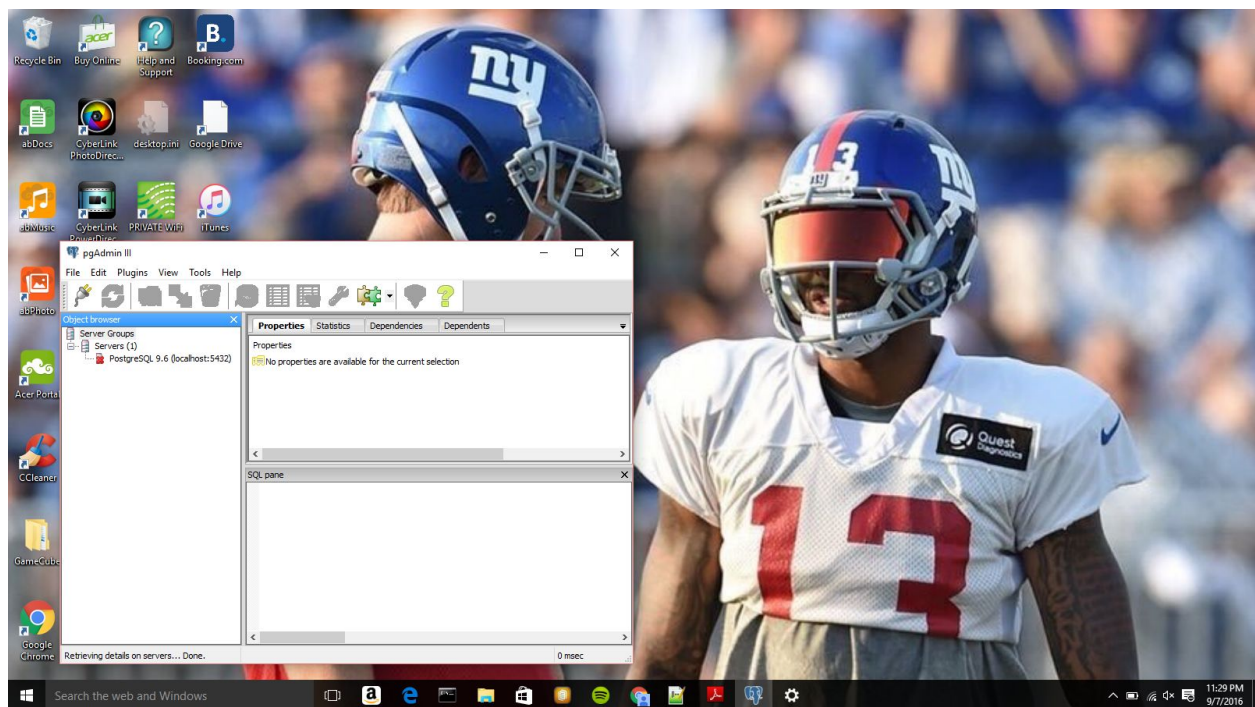 Recycle Bin
Buy Online
Help and
Support
Booking.com
acer
B.
abDocs
CyberLink
PhotoDirec...
desktop.ini
Google Drive
abMusic
CyberLink
PowerDirec
PRIVATE WiFi
iTunes
abPhoto
Acer Portal
CCleaner
GameCube
Google
Chrome
pgAdmin III
File Edit Plugins View Tools Help
Object browser
Server Groups
Servers (1)
PostgreSQL 9.6 (localhost:5432)
Properties Statistics Dependencies Dependents
Properties
No properties are available for the current selection
SQL pane
Retrieving details on servers... Done.
0 msec
ny
13
ny
ny
Quest
Diagnostics
13
Search the web and Windows
a
11:29 PM
9/7/2016